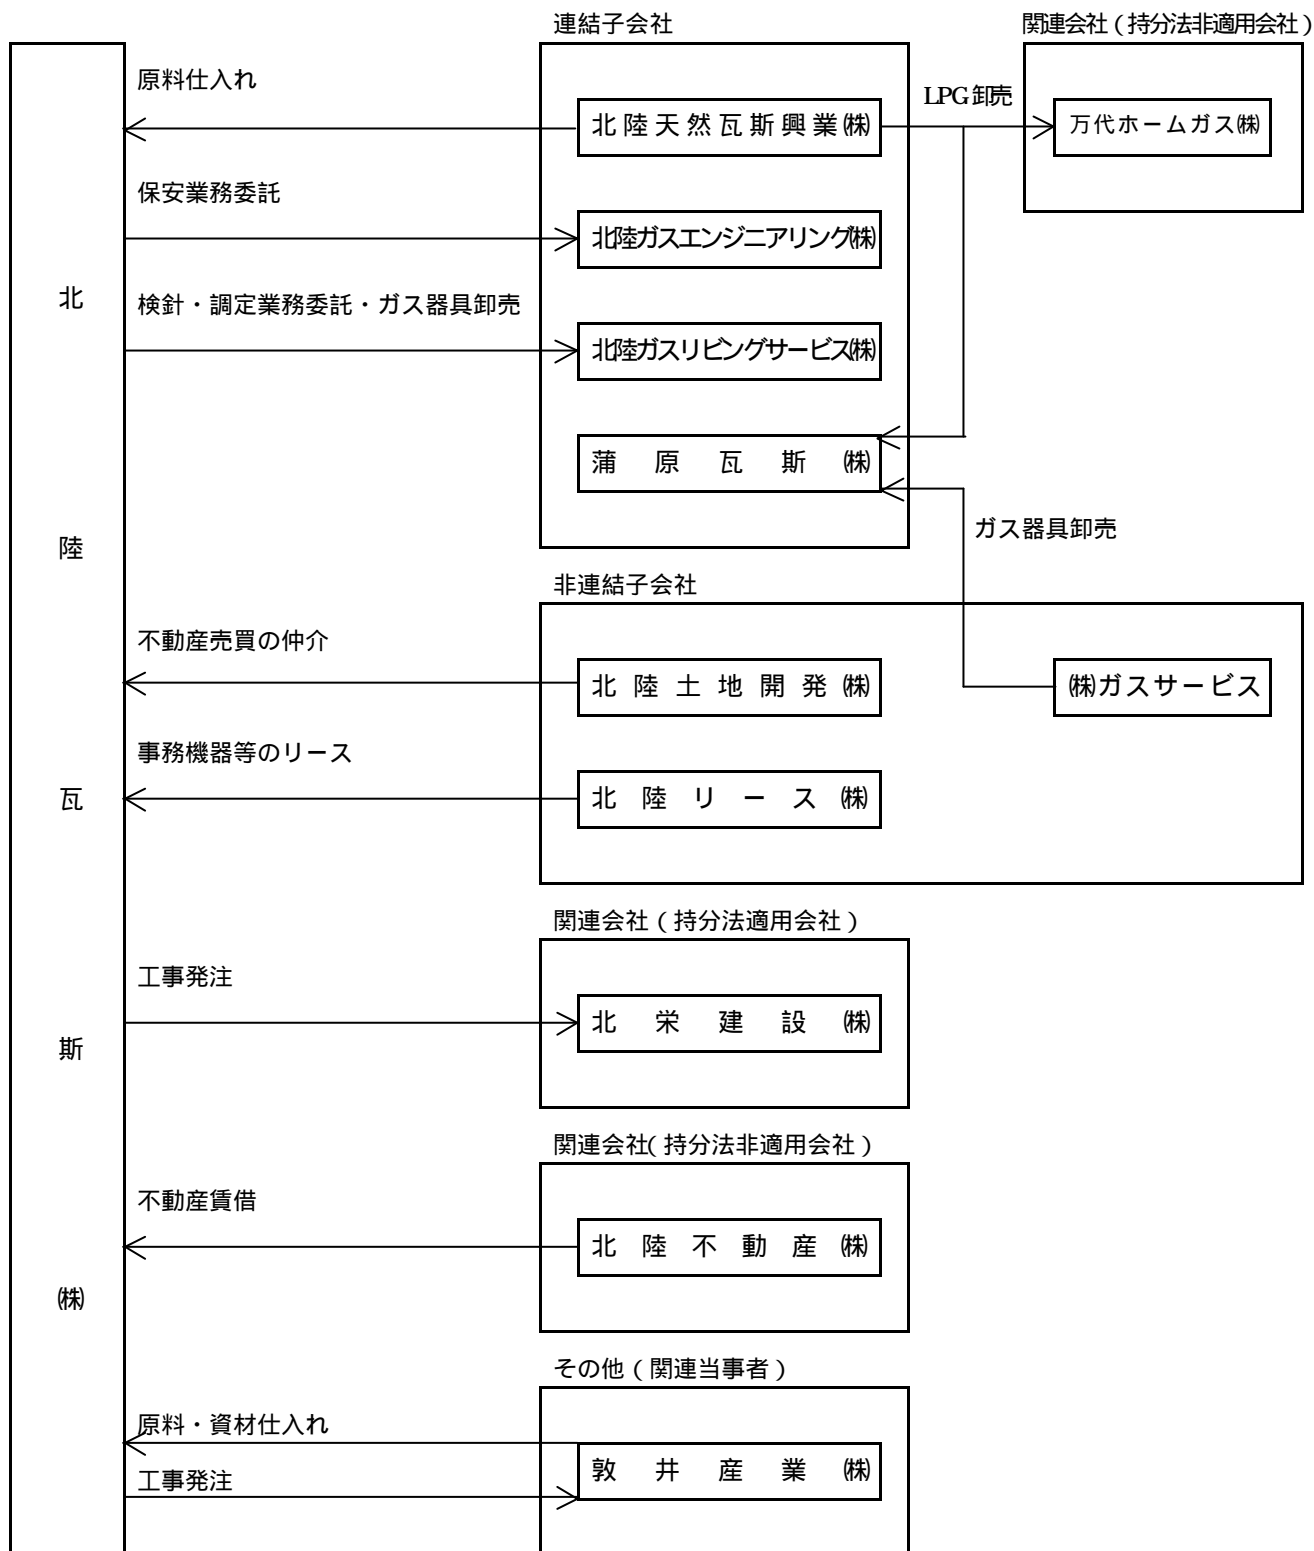 連結子会社
関連会社(持分法非適用会社)
原料仕入れ
北陸天然瓦斯興業㈱
LPG卸売
万代ホームガス㈱
保安業務委託
北陸ガスエンジニアリング㈱
検針・調定業務委託・ガス器具卸売
北陸ガスリビングサービス㈱
蒲原瓦斯㈱
ガス器具卸売
北陸瓦斯㈱
非連結子会社
不動産売買の仲介
北陸土地開発㈱
㈱ガスサービス
事務機器等のリース
北陸リース㈱
関連会社(持分法適用会社)
工事発注
北栄建設㈱
関連会社(持分法非適用会社)
不動産賃借
北陸不動産㈱
その他(関連当事者)
原料・資材仕入れ
敦井産業㈱
工事発注